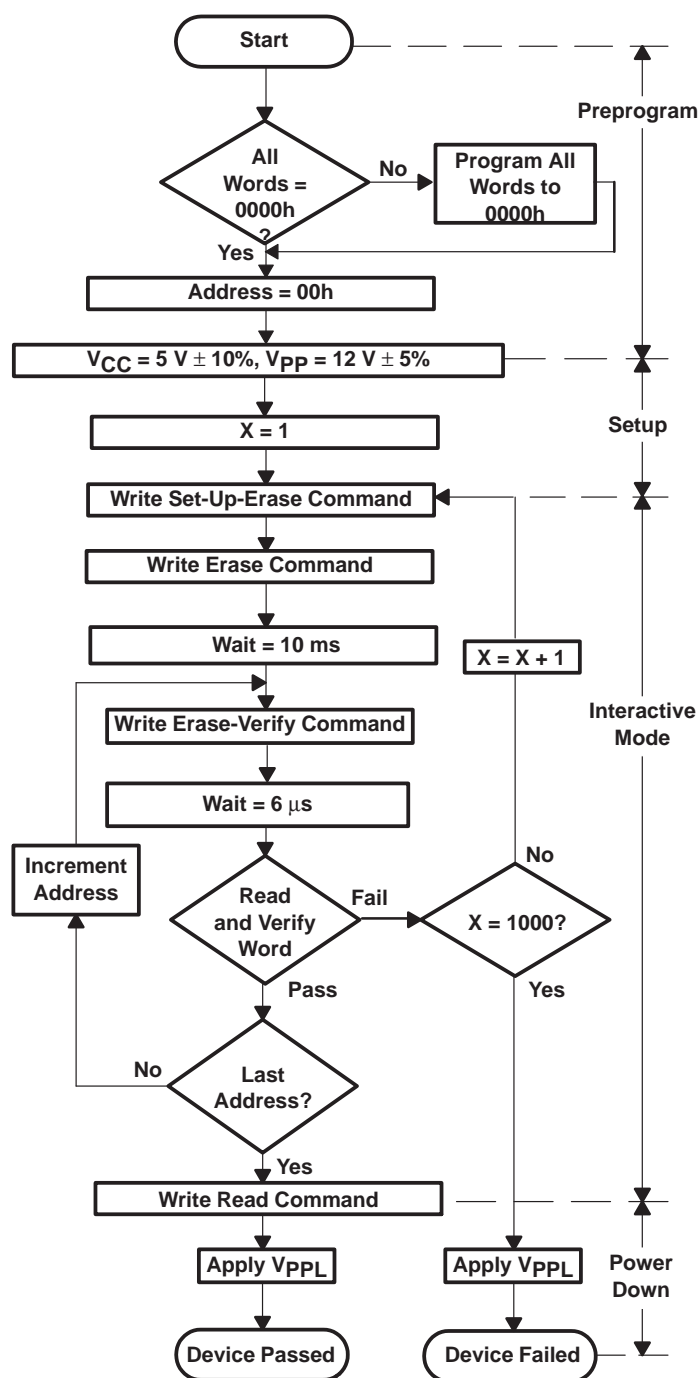 Start
Preprogram
All
Words =
0000h
?
No
Program All
Words to
0000h
Yes
Address = 00h
VCC = 5 V ± 10%, VPP = 12 V ± 5%
Setup
X = 1
Write Set-Up-Erase Command
Write Erase Command
Wait = 10 ms
X = X + 1
Interactive
Mode
Write Erase-Verify Command
Wait = 6 μs
Increment
Address
No
Read
and Verify
Word
Fail
X = 1000?
Pass
Yes
No
Last
Address?
Yes
Write Read Command
Apply VPPL
Apply VPPL
Power
Down
Device Passed
Device Failed